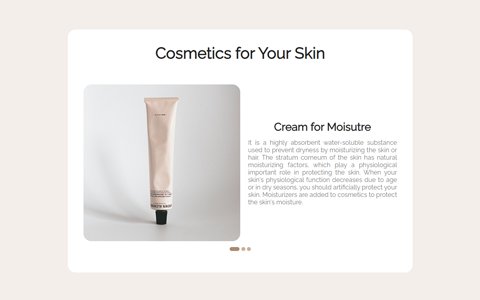 Cosmetics for Your Skin
Cream for Moisutre
It is a highly absorbent water-soluble substance
used to prevent dryness by moisturizing the skin or
hair. The stratum corneum of the skin has natural
moisturizing factors, which play a physiological
important role in protecting the skin. When your
skin's physiological function decreases due to age
or in dry seasons, you should artificially protect your
skin. Moisturizers are added to cosmetics to protect
the skin's moisture.